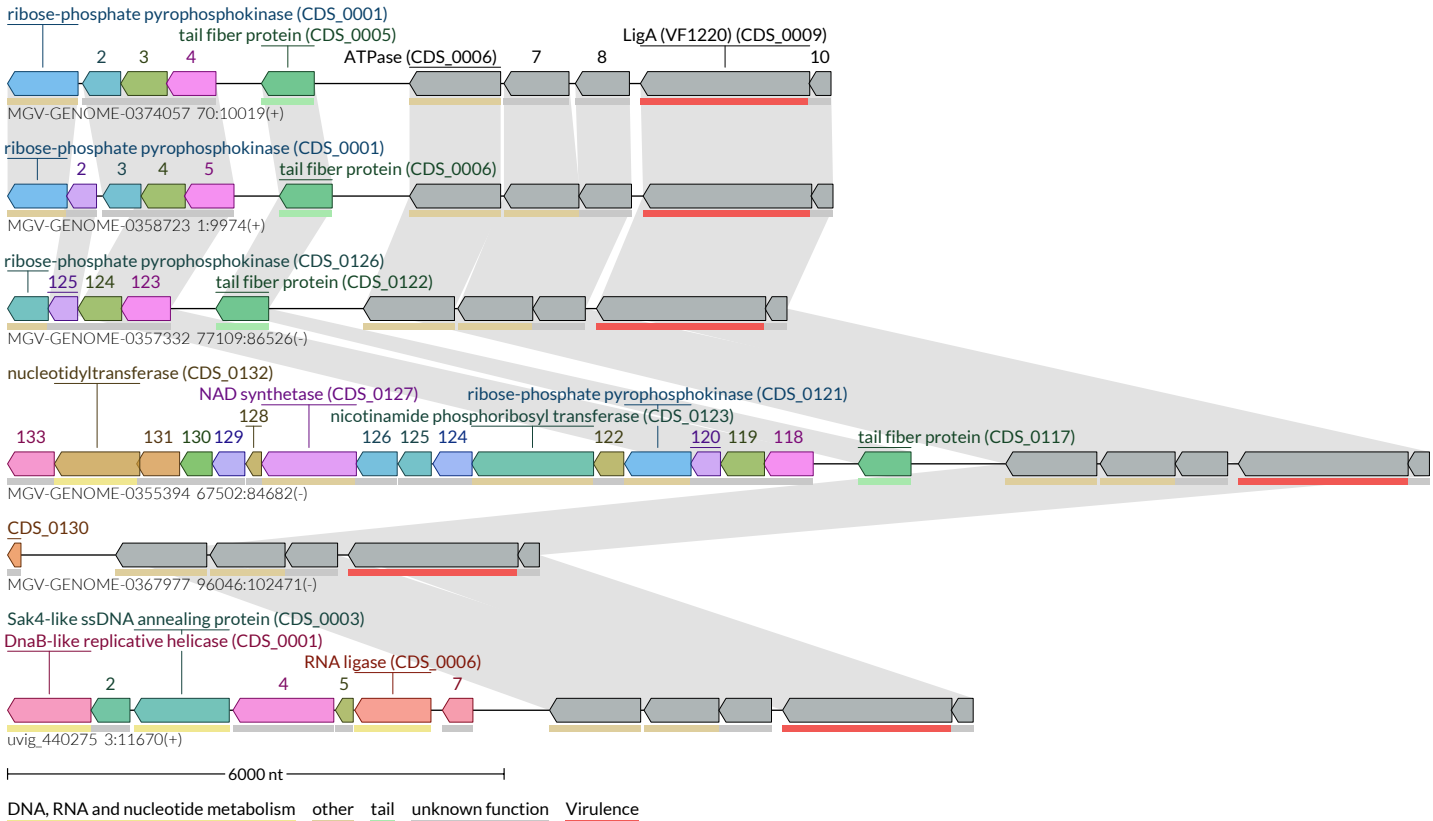 ribose-phosphate pyrophosphokinase (CDS_0001)
tail fiber protein (CDS_0005) LigA (VF1220) (CDS_0009)
2 3 4 ATPase (CDS_0006) 7 8 10
MGV-GENOME-0374057 70:10019(+)
ribose-phosphate pyrophosphokinase (CDS_0001)
2 3 4 5 tail fiber protein (CDS_0006)
MGV-GENOME-0358723 1:9974(+)
ribose-phosphate pyrophosphokinase (CDS_0126)
125 124 123 tail fiber protein (CDS_0122)
MGV-GENOME-0357332 77109:86526(-)
nucleotidyltransferase (CDS_0132)
NAD synthetase (CDS_0127) ribose-phosphate pyrophosphokinase (CDS_0121)
128 nicotinamide phosphoribosyl transferase (CDS_0123)
133 131 130 129 126 125 124 122 120 119 118 tail fiber protein (CDS_0117)
MGV-GENOME-0355394 67502:84682(-)
CDS_0130
MGV-GENOME-0367977 96046:102471(-)
Sak4-like ssDNA annealing protein (CDS_0003)
DnaB-like replicative helicase (CDS_0001)
RNA ligase (CDS_0006)
2 4 5 7
uvig_440275 3:11670(+)
6000 nt
DNA, RNA and nucleotide metabolism other tail unknown function Virulence